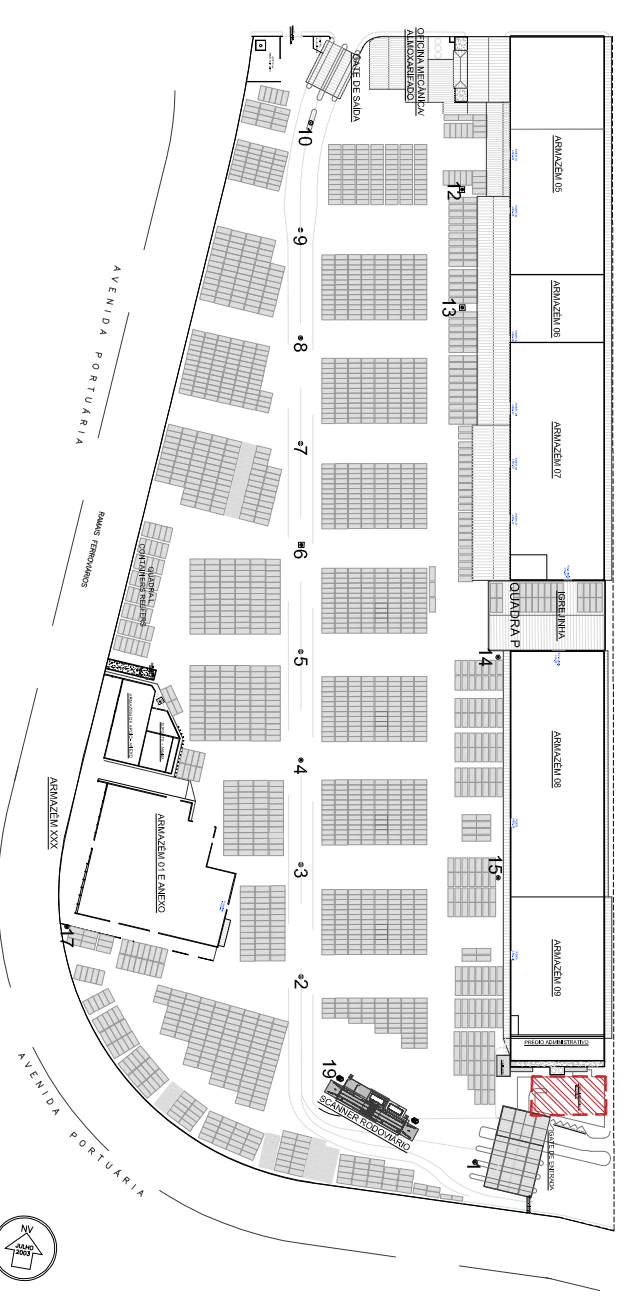 GATE DE SAÍDA
OFICINA MECÂNICA/
ALMOXARIFADO
ARMAZÉM 05
ARMAZÉM 06
ARMAZÉM 07
IGREJINHA
QUADRA P
ARMAZÉM 08
ARMAZÉM 09
PRÉDIO ADMINISTRATIVO
GATE DE ENTRADA
SCANNER RODOVIÁRIO
10
12
9
13
8
7
6
5
14
4
3
15
2
17
19
1
AVENIDA PORTUÁRIA
RAMAIS FERROVIÁRIOS
QUADRA L
ARMAZÉM 01 E ANEXO
ARMAZÉM XXX
AVENIDA PORTUÁRIA
NV
JULHO
2003